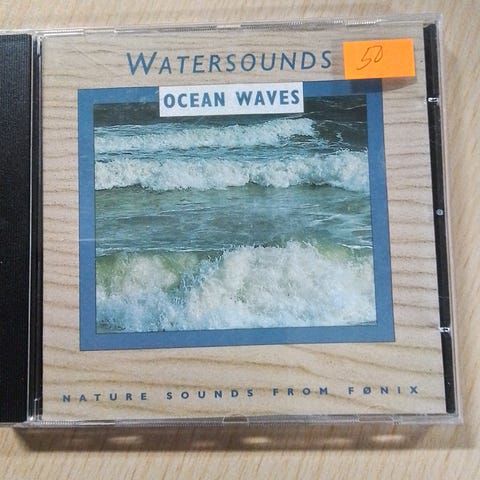 WATERSOUNDS
50
OCEAN WAVES
NATURE SOUNDS FROM FØNIX